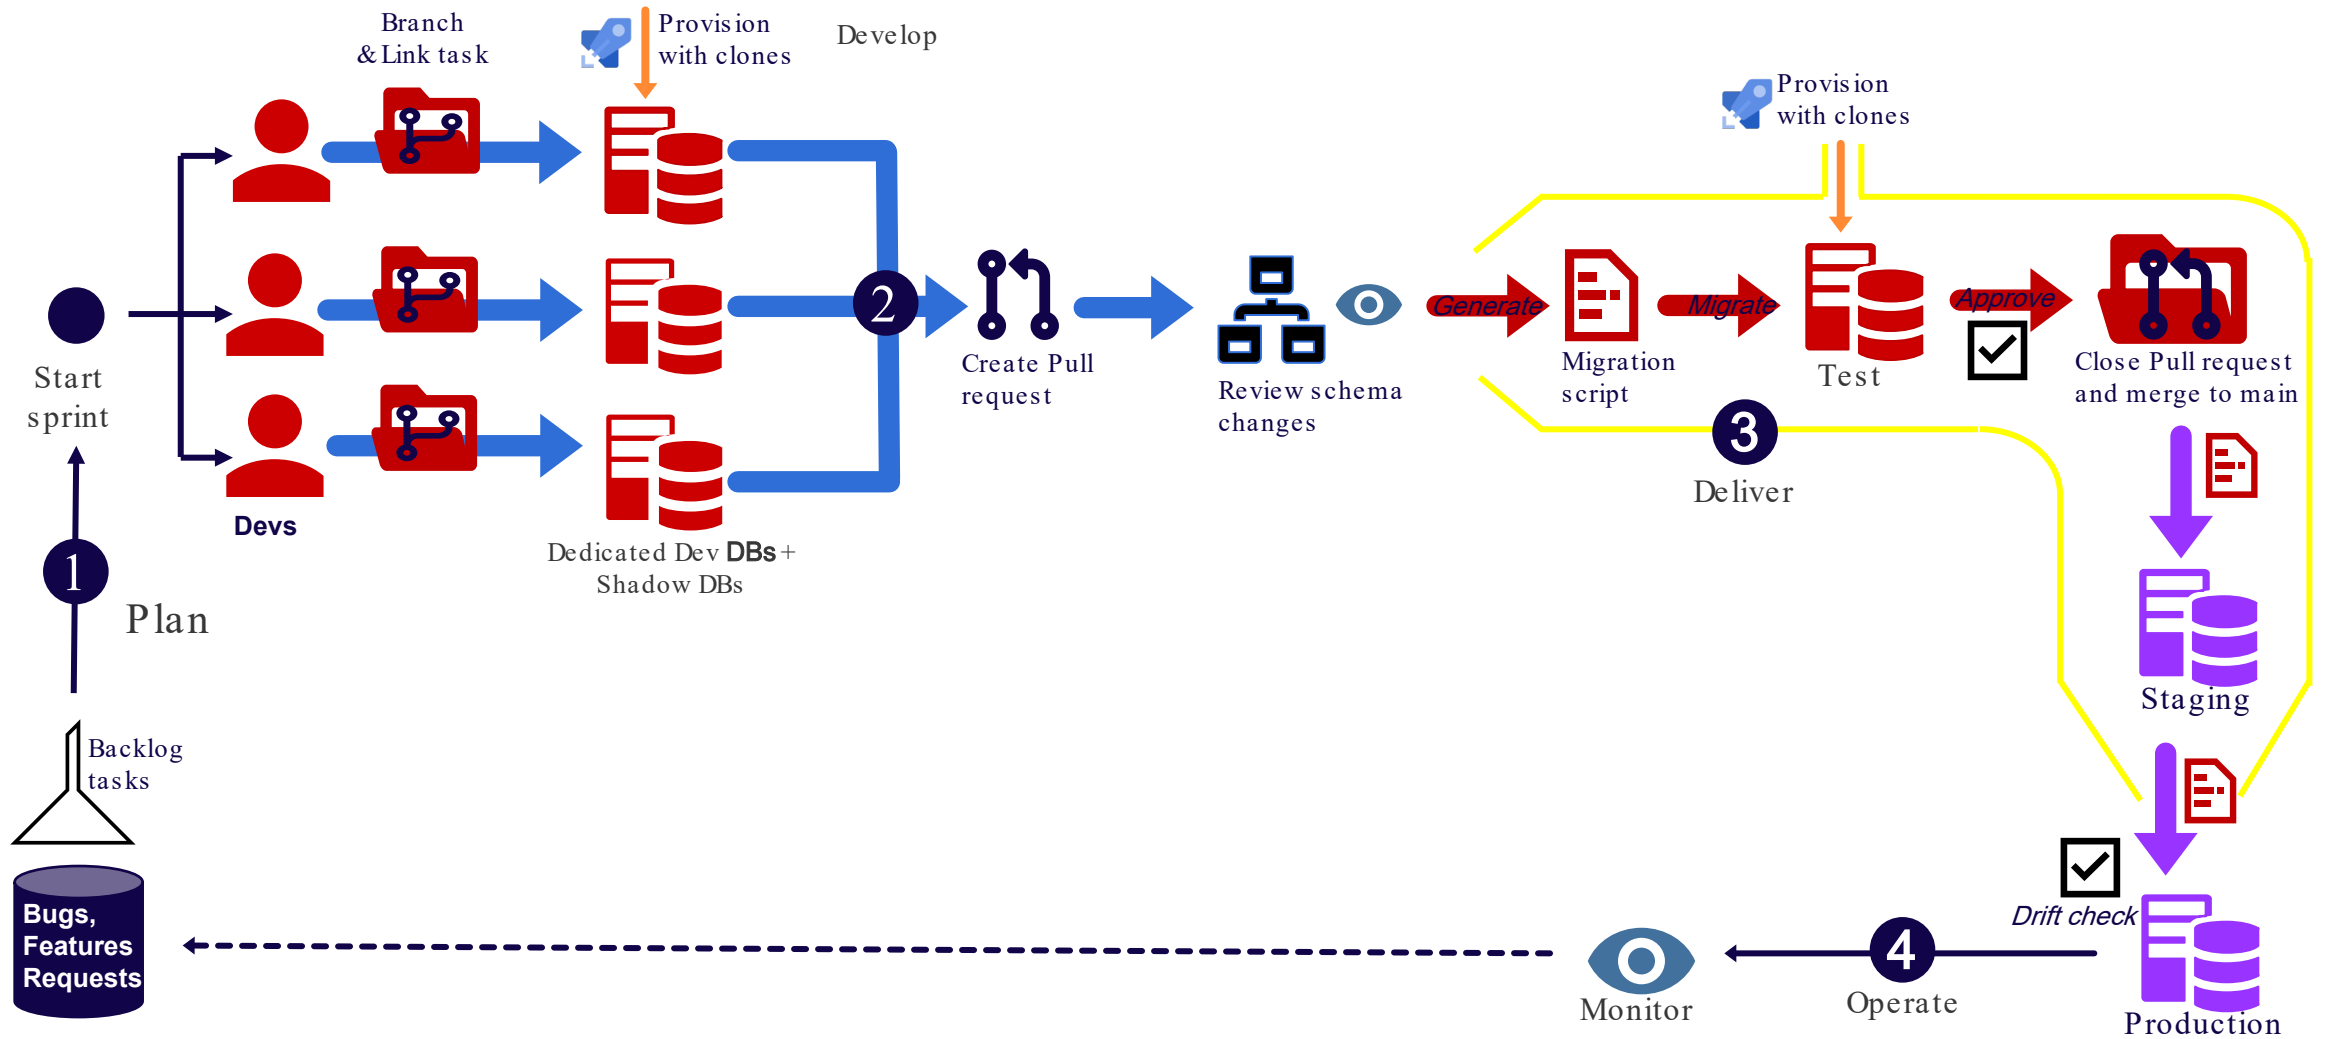 Branch
& Link task
Provision
with clones
Develop
Provision
with clones
Start
sprint
Devs
Dedicated Dev DBs +
Shadow DBs
2
Create Pull
request
Review schema
changes
Generate
Migration
script
Migrate
Test
Approve
Close Pull request
and merge to main
3
Deliver
1
Plan
Staging
Backlog
tasks
Bugs,
Features
Requests
Monitor
4
Operate
Drift check
Production